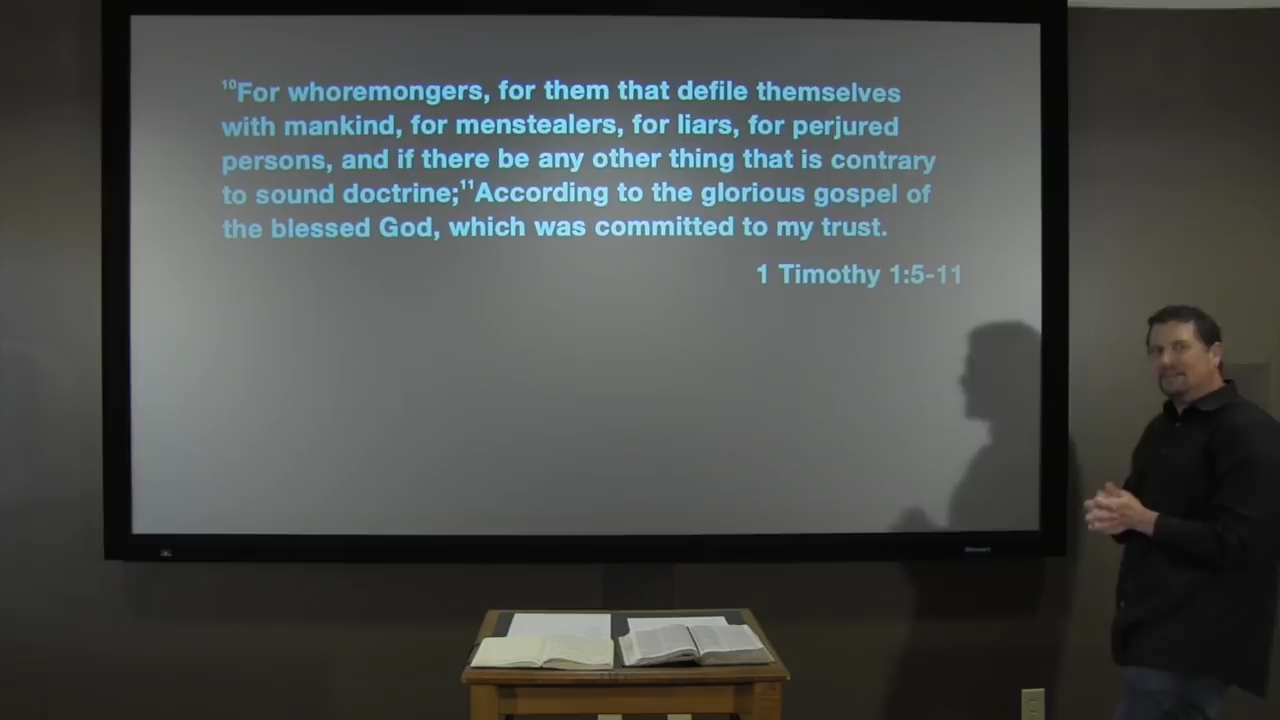 ¹⁰For whoremongers, for them that defile themselves
with mankind, for menstealers, for liars, for perjured
persons, and if there be any other thing that is contrary
to sound doctrine;¹¹According to the glorious gospel of
the blessed God, which was committed to my trust.
1 Timothy 1:5-11